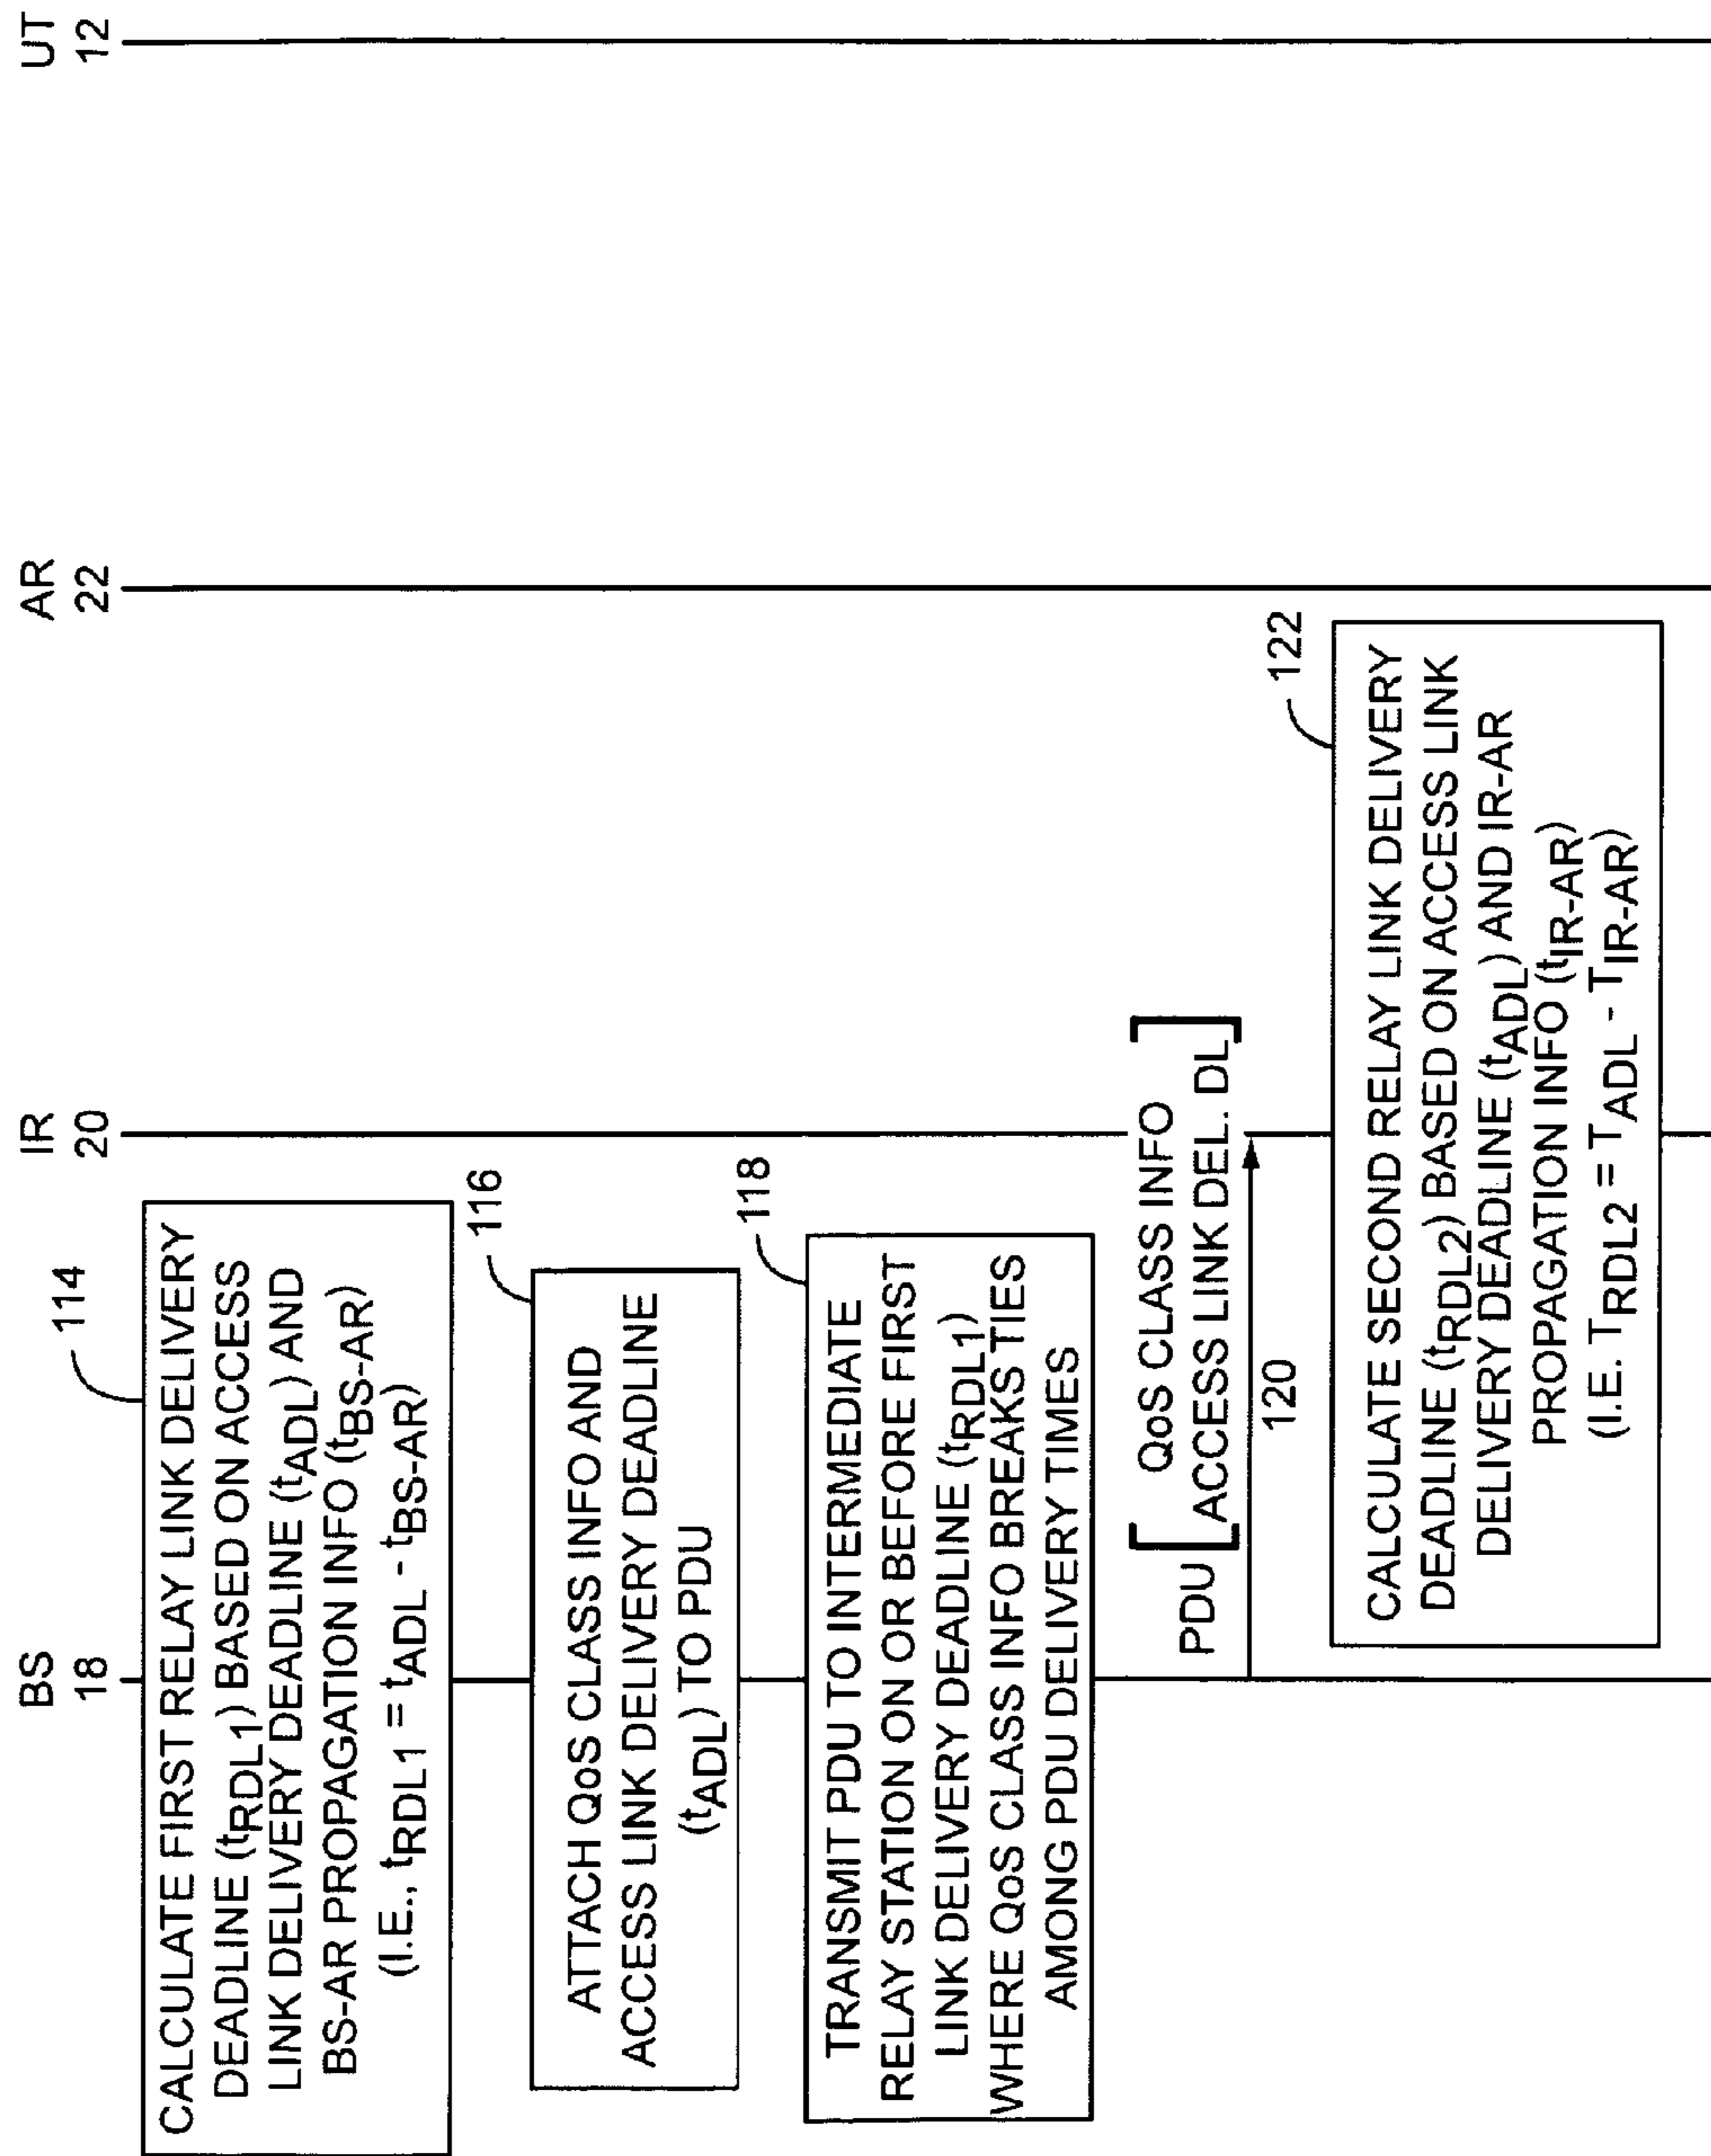 BS
18
IR
20
AR
22
UT
12
114
CALCULATE FIRST RELAY LINK DELIVERY
DEADLINE (tRDL1) BASED ON ACCESS
LINK DELIVERY DEADLINE (tADL) AND
BS-AR PROPAGATION INFO (tBS-AR)
(I.E., tRDL1 = tADL - tBS-AR)
116
ATTACH QoS CLASS INFO AND
ACCESS LINK DELIVERY DEADLINE
(tADL) TO PDU
118
TRANSMIT PDU TO INTERMEDIATE
RELAY STATION ON OR BEFORE FIRST
LINK DELIVERY DEADLINE (tRDL1)
WHERE QoS CLASS INFO BREAKS TIES
AMONG PDU DELIVERY TIMES
PDU [QoS CLASS INFO
ACCESS LINK DEL. DL]
120
122
CALCULATE SECOND RELAY LINK DELIVERY
DEADLINE (tRDL2) BASED ON ACCESS LINK
DELIVERY DEADLINE (tADL) AND IR-AR
PROPAGATION INFO (tIR-AR)
(I.E. TRDL2 = TADL - TIR-AR)